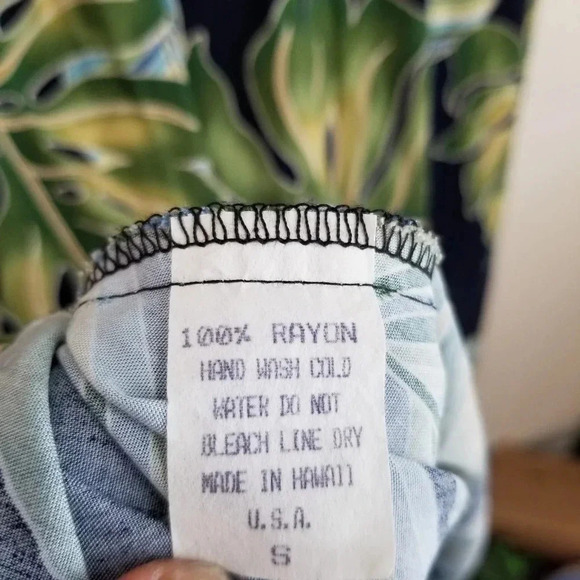 100% RAYON
HAND WASH COLD
WATER DO NOT
BLEACH LINE DRY
MADE IN HAWAII
U.S.A.
S